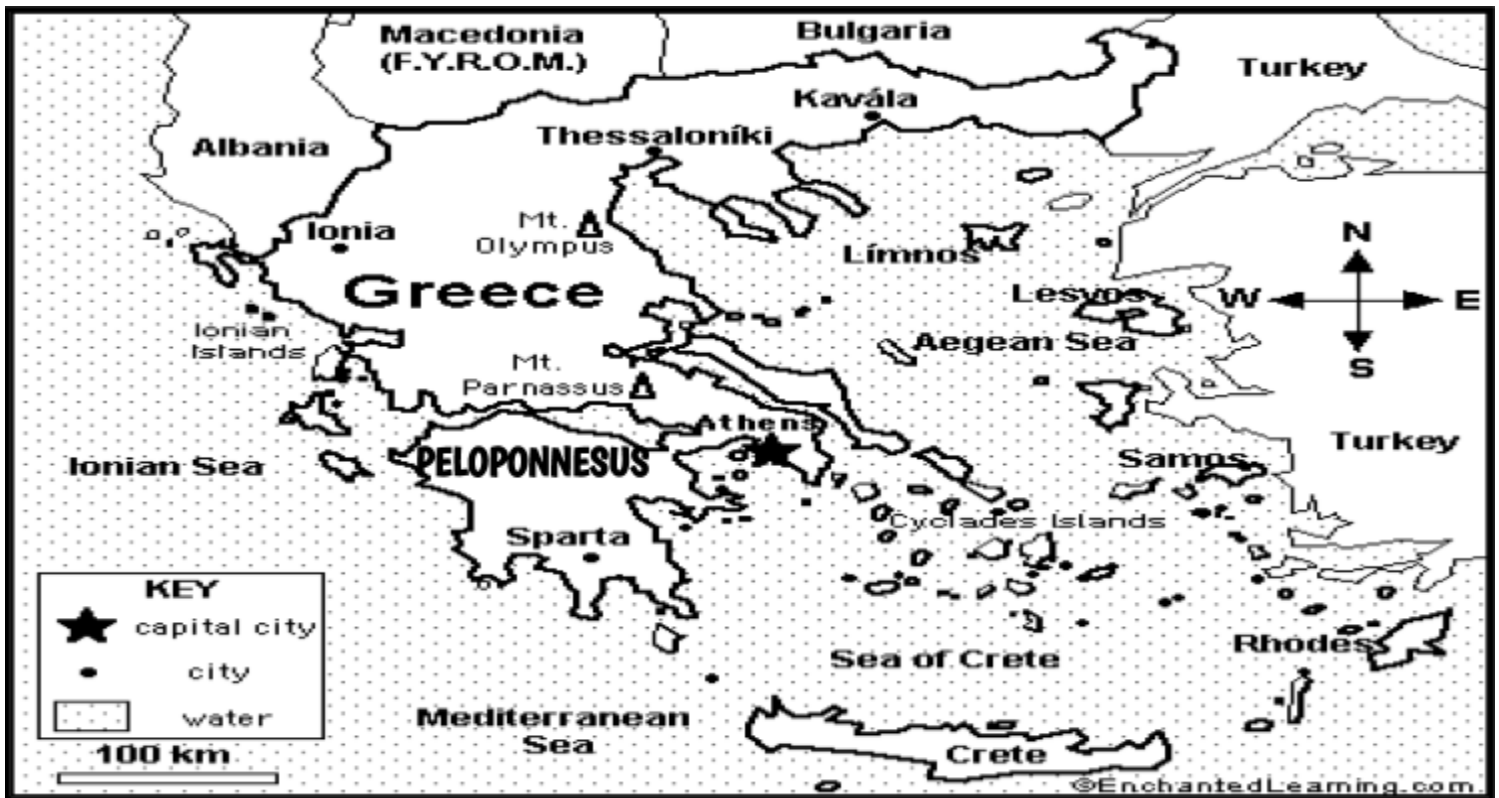 Macedonia
(F.Y.R.O.M.)
Bulgaria
Turkey
Kavála
Thessaloníki
Albania
Mt.
Olympus
Ionia
Límnos
N
Greece
Lesvos
W
E
Ionian
Islands
Aegean Sea
S
Mt.
Parnassus
Athens
Turkey
Ionian Sea
PELOPONNESUS
Samos
Cyclades Islands
Sparta
KEY
capital city
city
water
100 km
Rhodes
Sea of Crete
Mediterranean
Sea
Crete
©EnchantedLearning.com